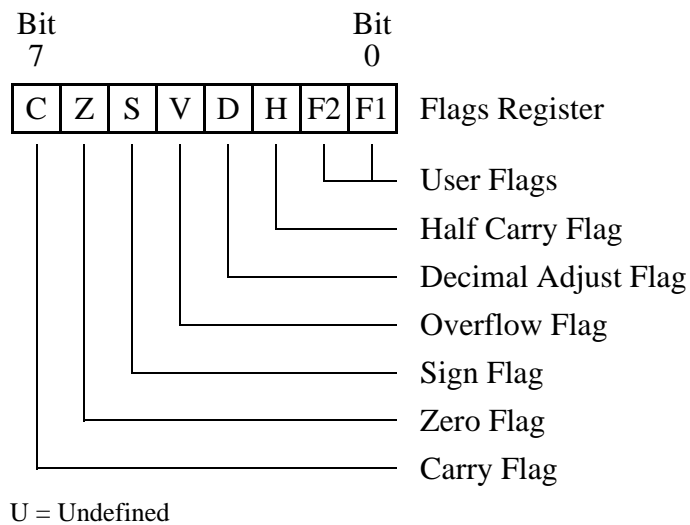 Bit Bit
7 0
C Z S V D H F2 F1 Flags Register
User Flags
Half Carry Flag
Decimal Adjust Flag
Overflow Flag
Sign Flag
Zero Flag
Carry Flag
U = Undefined